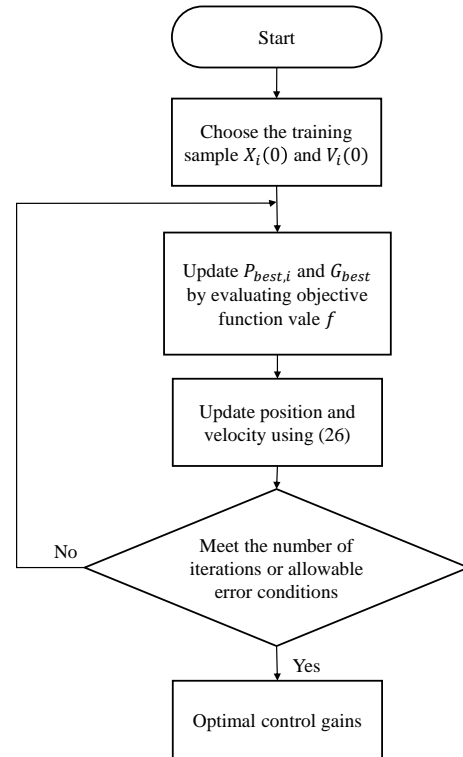 Start
Choose the training
sample $X_i(0)$ and $V_i(0)$
Update $P_{best,i}$ and $G_{best}$
by evaluating objective
function vale $f$
Update position and
velocity using (26)
No
Meet the number of
iterations or allowable
error conditions
Yes
Optimal control gains